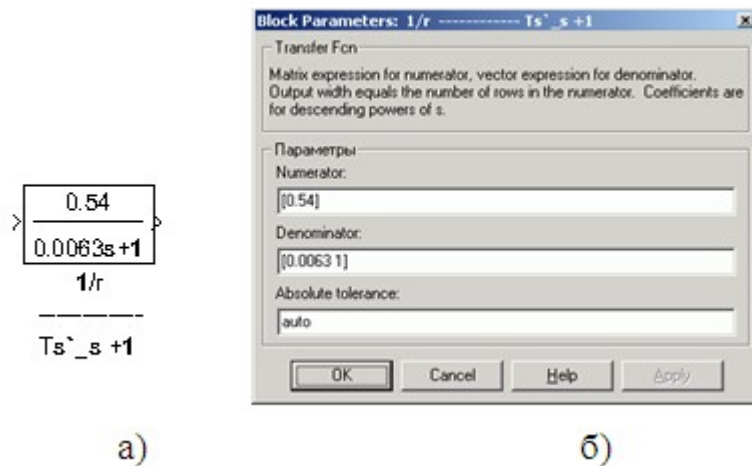 0.54
0.0063s+1
1/r
------------
Ts`_s +1
а)
Block Parameters: 1/r ------------ Ts`_s +1
Transfer Fcn
Matrix expression for numerator, vector expression for denominator.
Output width equals the number of rows in the numerator. Coefficients are
for descending powers of s.
Параметры
Numerator:
[0.54]
Denominator:
[0.0063 1]
Absolute tolerance:
auto
OK Cancel Help Apply
б)